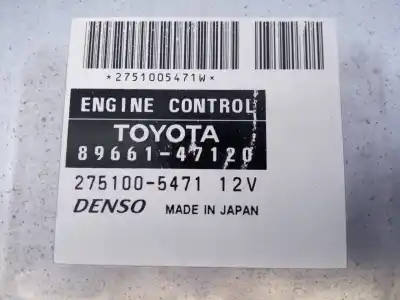 *2751005471W*
ENGINE CONTROL
TOYOTA
89661-47120
275100-5471 12V
DENSO MADE IN JAPAN